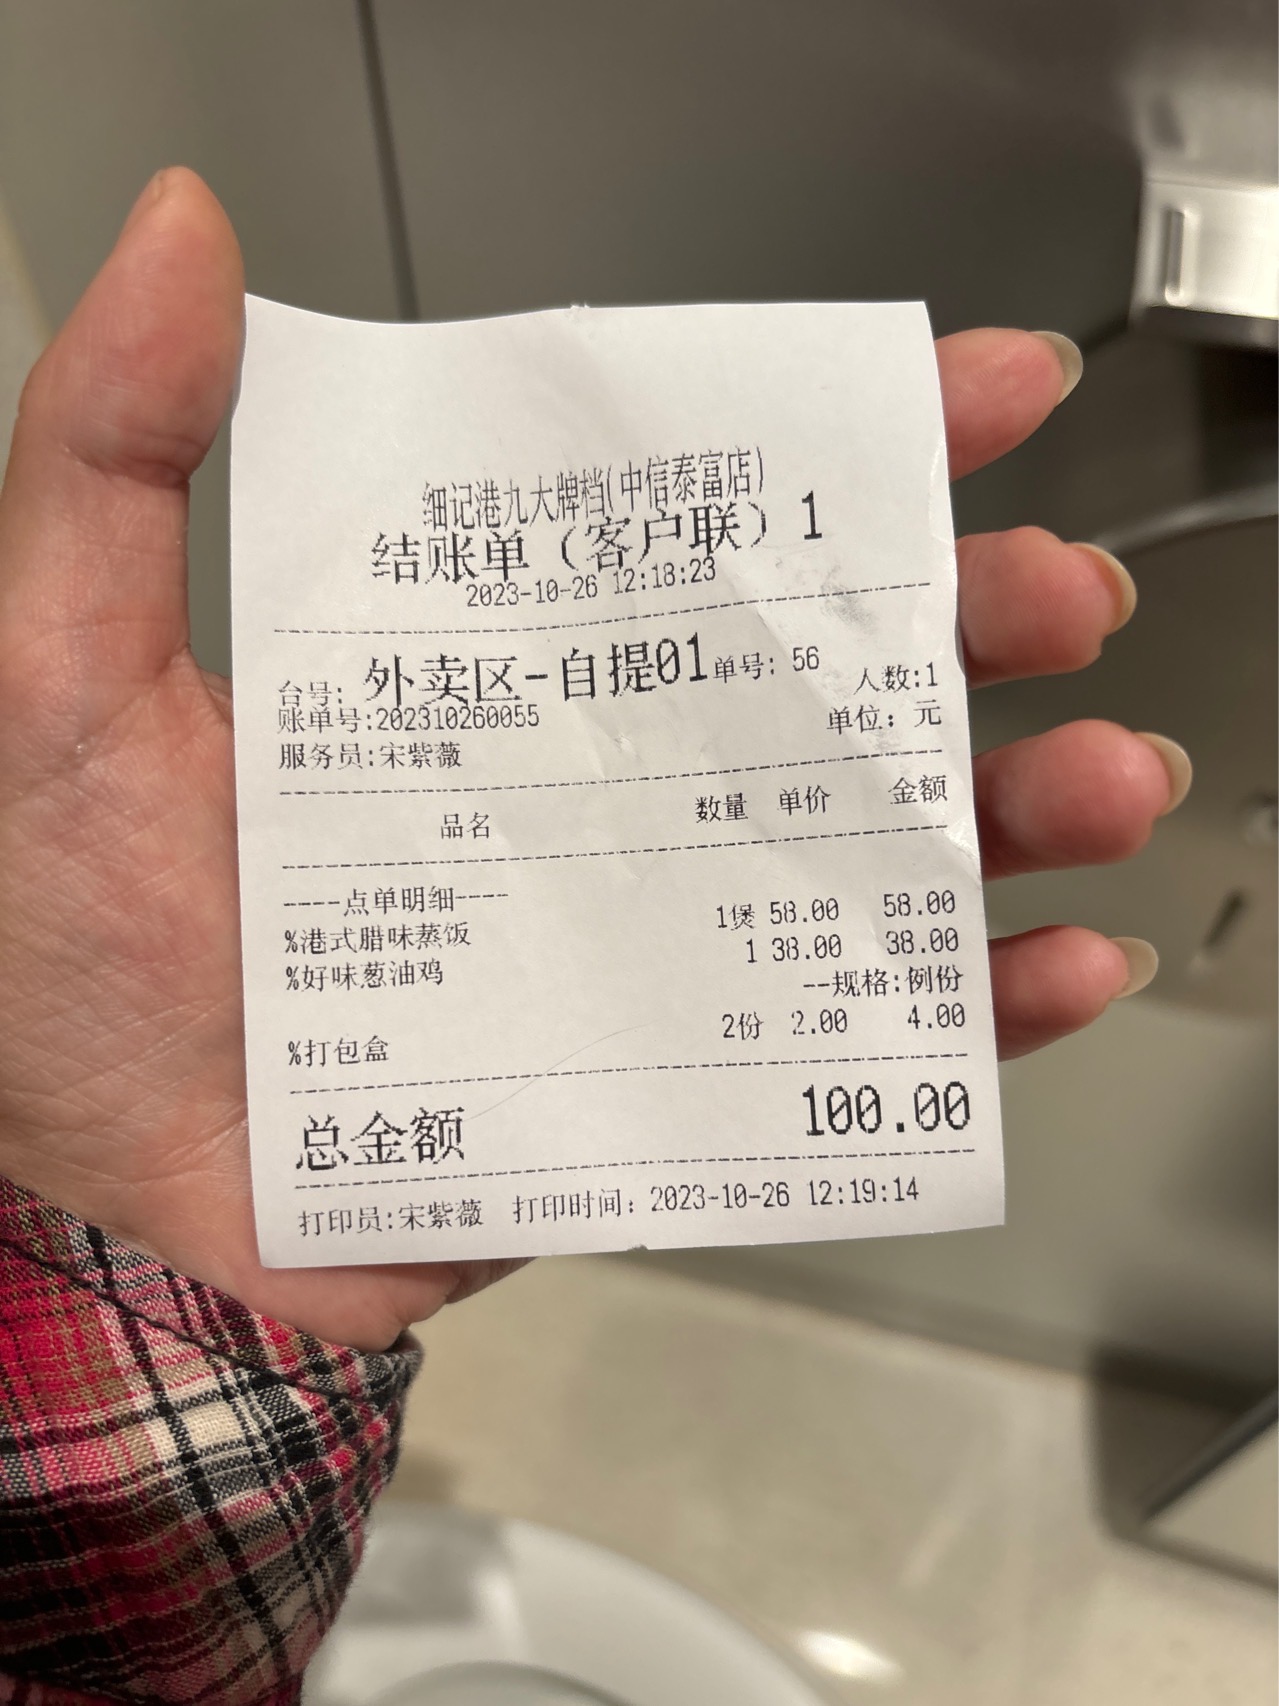 细记港九大牌档(中信泰富店)
结账单（客户联）1
2023-10-26 12:18:23
台号: 外卖区-自提01 单号: 56
人数:1
账单号:202310260055
单位：元
服务员:宋紫薇
品名 数量 单价 金额
----点单明细----
%港式腊味蒸饭 1煲 58.00 58.00
%好味葱油鸡 1 38.00 38.00
--规格:例份
%打包盒 2份 2.00 4.00
总金额 100.00
打印员:宋紫薇 打印时间：2023-10-26 12:19:14